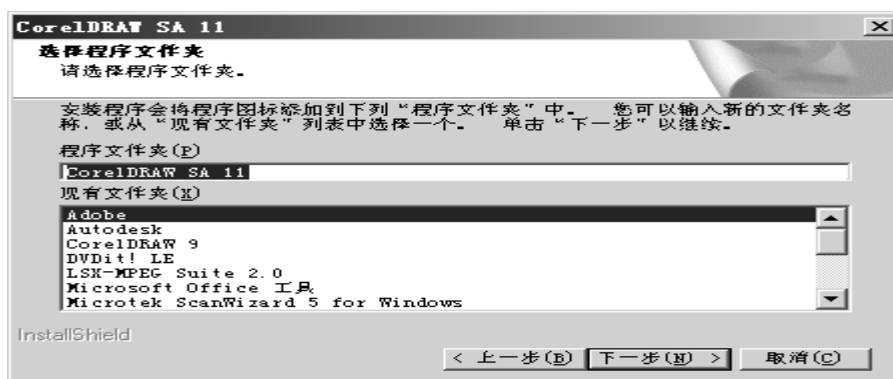 CorelDRAW SA 11
选择程序文件夹
请选择程序文件夹。
安装程序会将程序图标添加到下列“程序文件夹”中。 您可以输入新的文件夹名
称，或从“现有文件夹”列表中选择一个。 单击“下一步”以继续。
程序文件夹(P)
CorelDRAW SA 11
现有文件夹(X)
Adobe
Autodesk
CorelDRAW 9
DVDit! LE
LSX-MPEG Suite 2.0
Microsoft Office 工具
Microtek ScanWizard 5 for Windows
InstallShield
< 上一步(B) 下一步(N) > 取消(C)